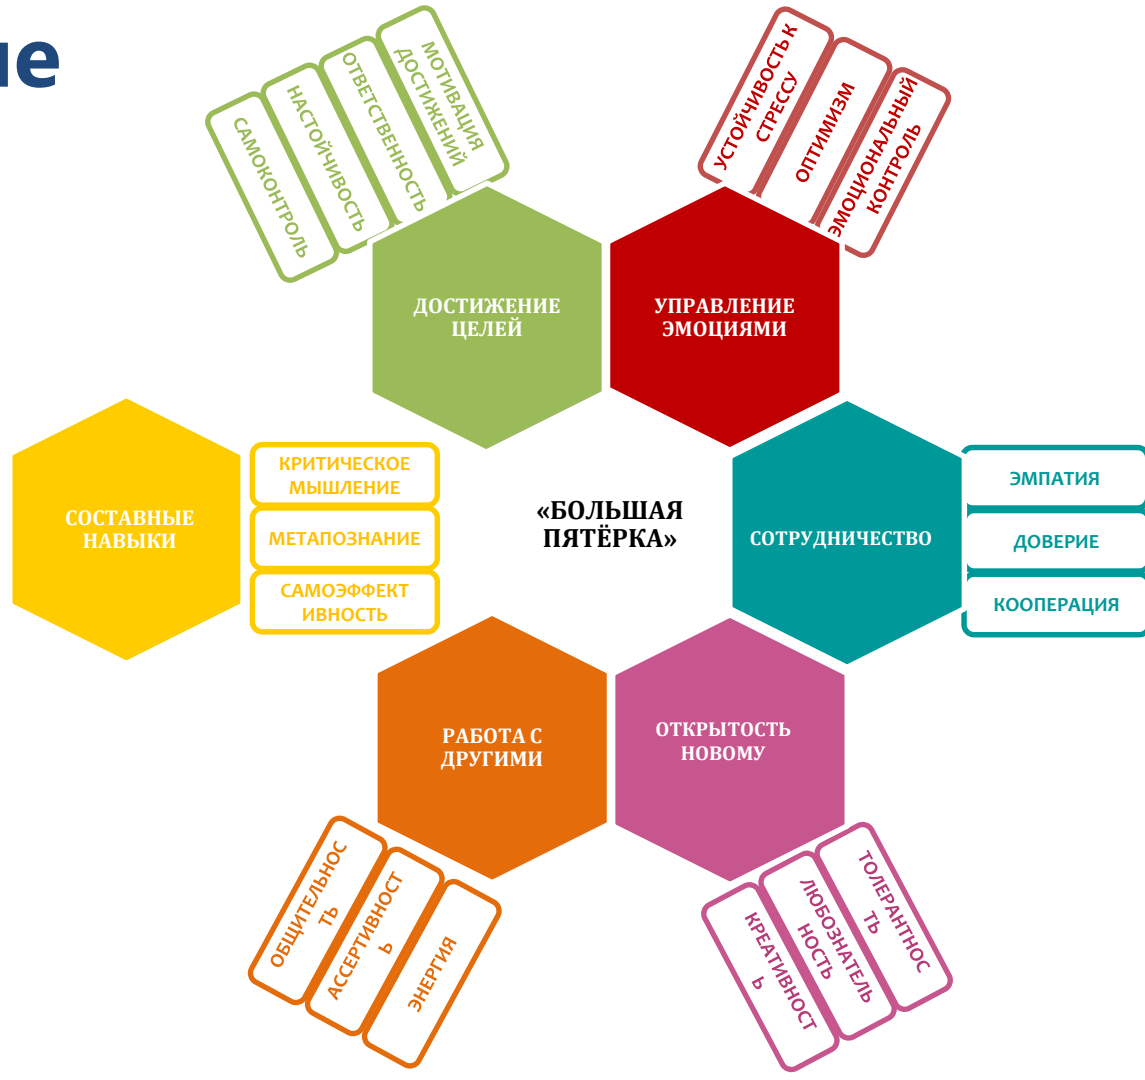 ие
САМОКОНТРОЛЬ
НАСТОЙЧИВОСТЬ
ОТВЕТСТВЕННОСТЬ
МОТИВАЦИЯ
ДОСТИЖЕНИЙ
УСТОЙЧИВОСТЬ К
СТРЕССУ
ОПТИМИЗМ
ЭМОЦИОНАЛЬНЫЙ
КОНТРОЛЬ
ДОСТИЖЕНИЕ
ЦЕЛЕЙ
УПРАВЛЕНИЕ
ЭМОЦИЯМИ
СОСТАВНЫЕ
НАВЫКИ
КРИТИЧЕСКОЕ
МЫШЛЕНИЕ
МЕТАПОЗНАНИЕ
САМОЭФФЕКТ
ИВНОСТЬ
«БОЛЬШАЯ
ПЯТЁРКА»
СОТРУДНИЧЕСТВО
ЭМПАТИЯ
ДОВЕРИЕ
КООПЕРАЦИЯ
РАБОТА С
ДРУГИМИ
ОТКРЫТОСТЬ
НОВОМУ
ОБЩИТЕЛЬНОС
ТЬ
АССЕРТИВНОСТ
Ь
ЭНЕРГИЯ
КРЕАТИВНОСТ
Ь
ЛЮБОЗНАТЕЛЬ
НОСТЬ
ТОЛЕРАНТНОС
ТЬ